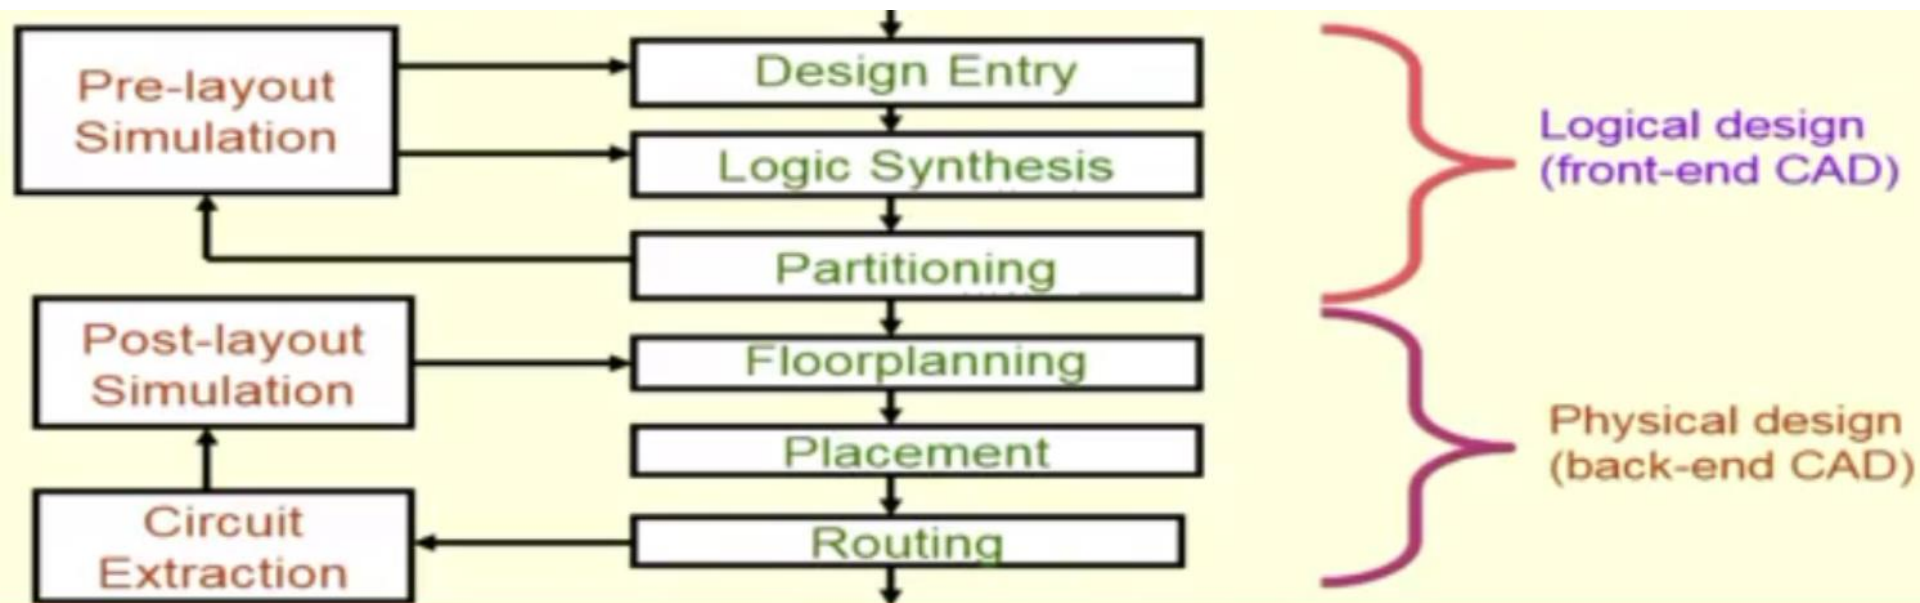 Pre-layout
Simulation
Design Entry
Logic Synthesis
Partitioning
Logical design
(front-end CAD)
Post-layout
Simulation
Floorplanning
Placement
Circuit
Extraction
Routing
Physical design
(back-end CAD)